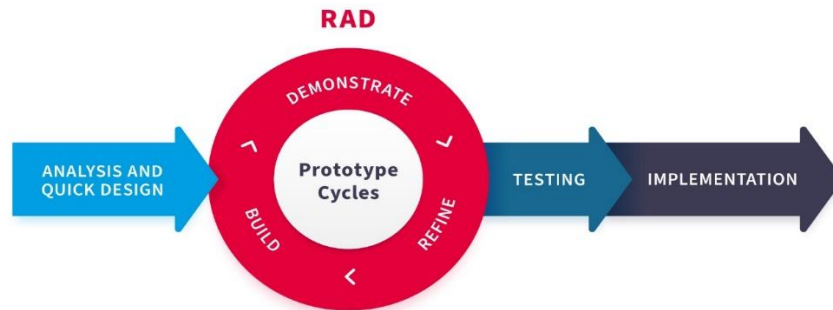 RAD
ANALYSIS AND
QUICK DESIGN
DEMONSTRATE
Prototype
Cycles
BUILD
REFINE
TESTING
IMPLEMENTATION